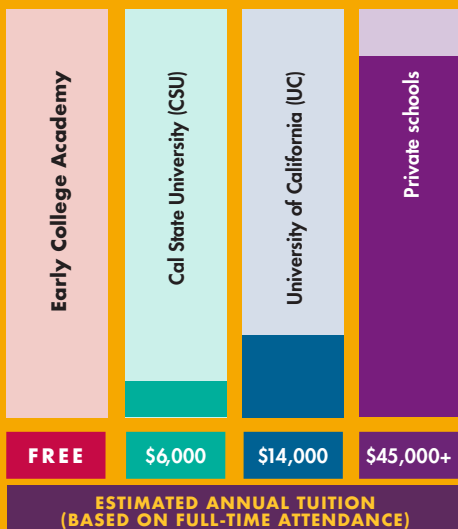 Early College Academy
Cal State University (CSU)
University of California (UC)
Private schools
FREE
$6,000
$14,000
$45,000+
ESTIMATED ANNUAL TUITION
(BASED ON FULL-TIME ATTENDANCE)